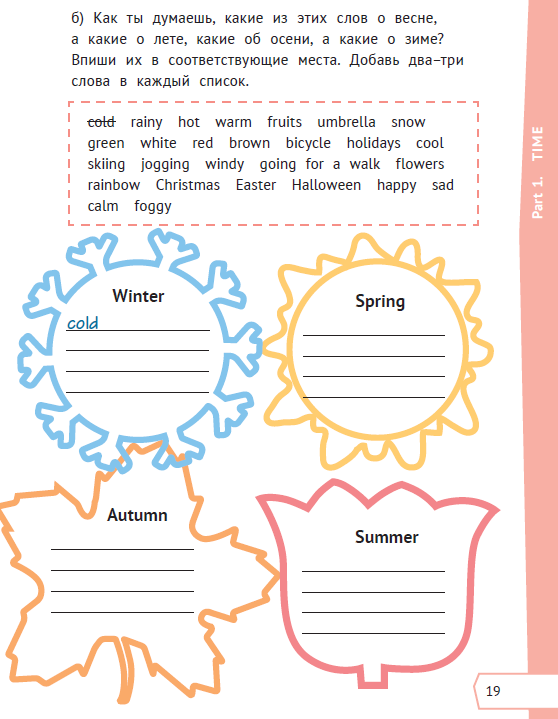 б) Как ты думаешь, какие из этих слов о весне,
а какие о лете, какие об осени, а какие о зиме?
Впиши их в соответствующие места. Добавь два–три
слова в каждый список.
cold rainy hot warm fruits umbrella snow
green white red brown bicycle holidays cool
skiing jogging windy going for a walk flowers
rainbow Christmas Easter Halloween happy sad
calm foggy
Part 1. TIME
Winter
cold
Spring
Autumn
Summer
19